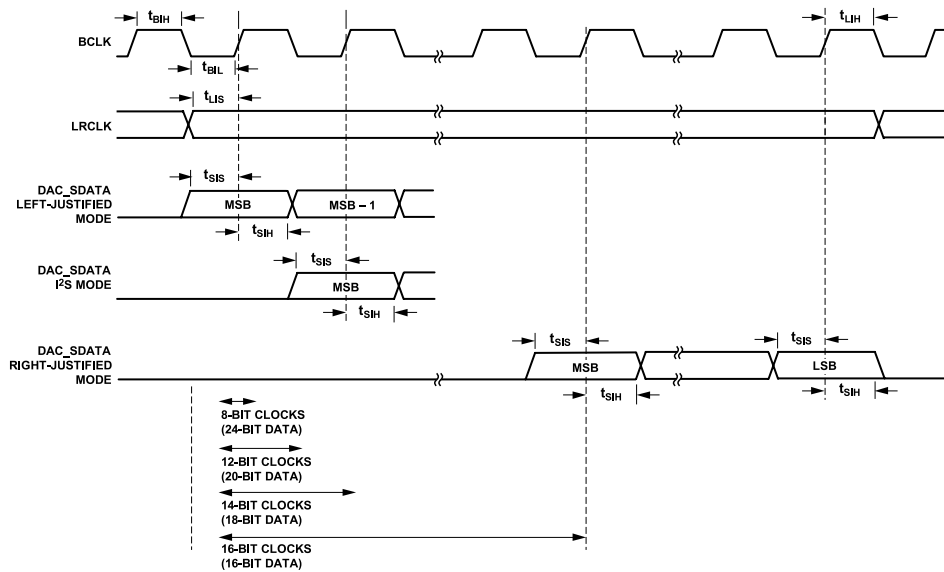 tBIH
tLIH
BCLK
tBIL
tLIS
LRCLK
tSIS
DAC_SDATA
LEFT-JUSTIFIED
MODE
MSB
MSB – 1
tSIH
tSIS
DAC_SDATA
I²S MODE
MSB
tSIH
tSIS
tSIS
DAC_SDATA
RIGHT-JUSTIFIED
MODE
MSB
LSB
tSIH
tSIH
8-BIT CLOCKS
(24-BIT DATA)
12-BIT CLOCKS
(20-BIT DATA)
14-BIT CLOCKS
(18-BIT DATA)
16-BIT CLOCKS
(16-BIT DATA)